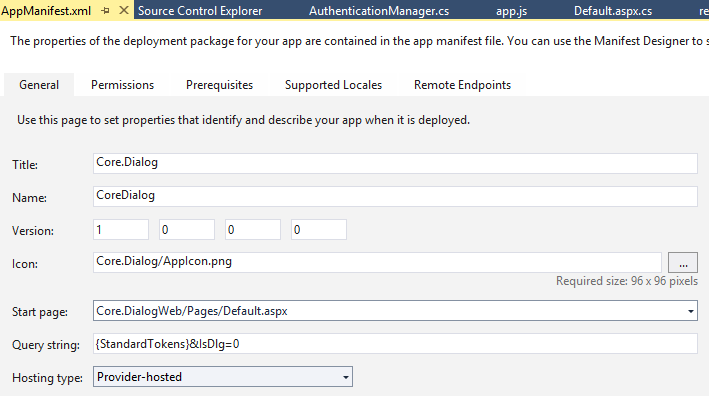 AppManifest.xml Source Control Explorer AuthenticationManager.cs app.js Default.aspx.cs re
The properties of the deployment package for your app are contained in the app manifest file. You can use the Manifest Designer to s
General Permissions Prerequisites Supported Locales Remote Endpoints
Use this page to set properties that identify and describe your app when it is deployed.
Title: Core.Dialog
Name: CoreDialog
Version: 1 0 0 0
Icon: Core.Dialog/AppIcon.png ...
Required size: 96 x 96 pixels
Start page: Core.DialogWeb/Pages/Default.aspx
Query string: {StandardTokens}&IsDlg=0
Hosting type: Provider-hosted